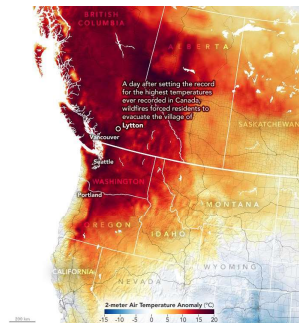 BRITISH
COLUMBIA
ALBERTA
A day after setting the record
for the highest temperatures
ever recorded in Canada,
wildfires forced residents to
evacuate the village of
Lytton
SASKATCHEWAN
Vancouver
Seattle
WASHINGTON
Portland
MONTANA
OREGON
IDAHO
WYOMING
CALIFORNIA
NEVADA
2-meter Air Temperature Anomaly (°C)
-15 -10 -5 0 5 10 15 20
200 km